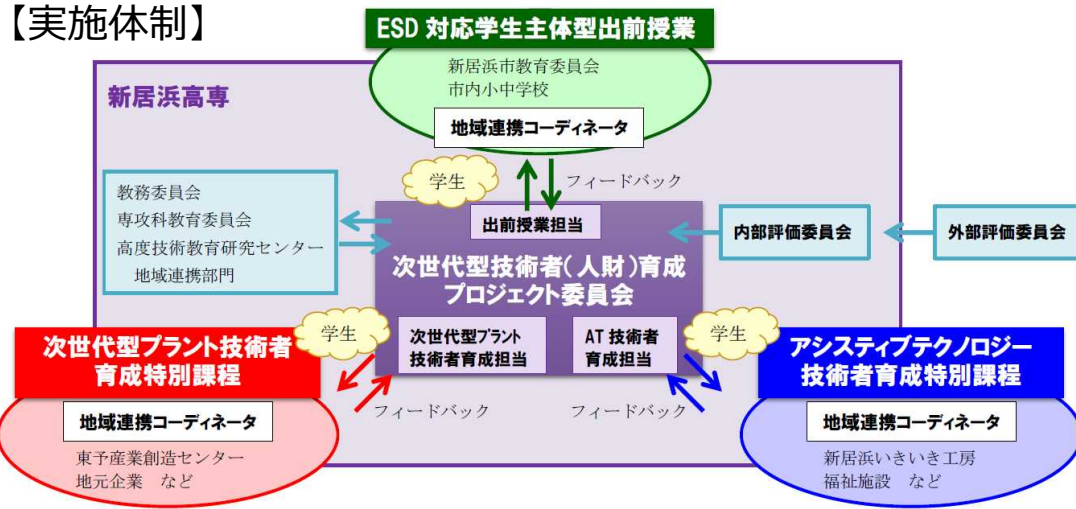 【実施体制】
ESD 対応学生主体型出前授業
新居浜市教育委員会
市内小中学校
地域連携コーディネータ
新居浜高専
学生
フィードバック
教務委員会
専攻科教育委員会
高度技術教育研究センター
地域連携部門
出前授業担当
内部評価委員会
外部評価委員会
次世代型技術者(人財)育成
プロジェクト委員会
学生
次世代型プラント
技術者育成担当
AT 技術者
育成担当
学生
次世代型プラント技術者
育成特別課程
アシスティブテクノロジー
技術者育成特別課程
フィードバック
フィードバック
地域連携コーディネータ
東予産業創造センター
地元企業 など
地域連携コーディネータ
新居浜いきいき工房
福祉施設 など